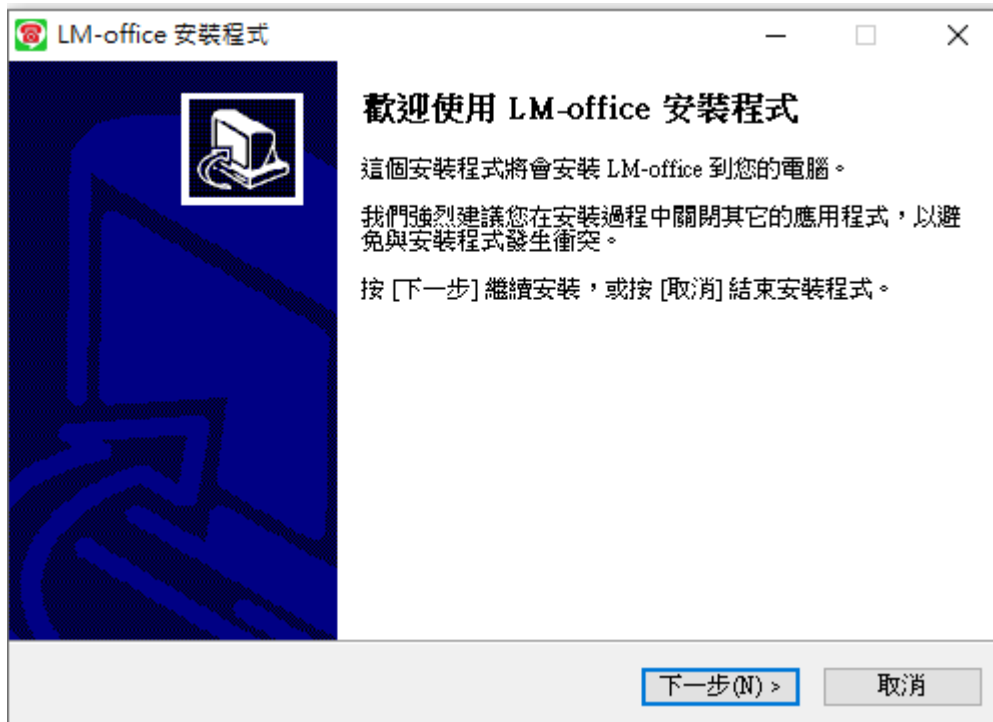 LM-office 安裝程式
歡迎使用 LM-office 安裝程式
這個安裝程式將會安裝 LM-office 到您的電腦。
我們強烈建議您在安裝過程中關閉其它的應用程式，以避
免與安裝程式發生衝突。
按 [下一步] 繼續安裝，或按 [取消] 結束安裝程式。
下一步(N) >
取消